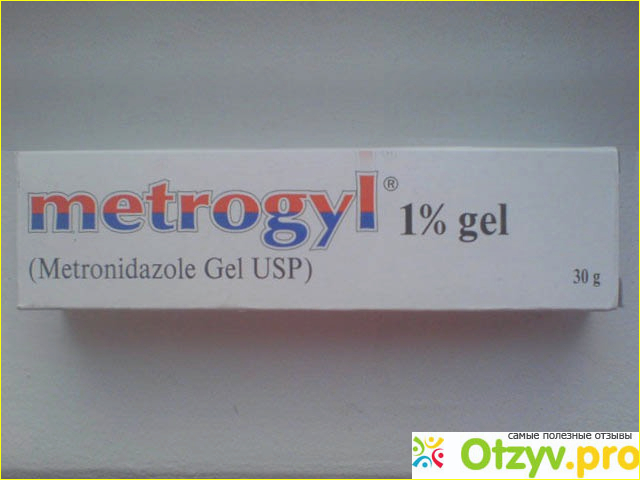 metrogyl® 1% gel
(Metronidazole Gel USP)
30 g
самые полезные отзывы
Otzyv.pro